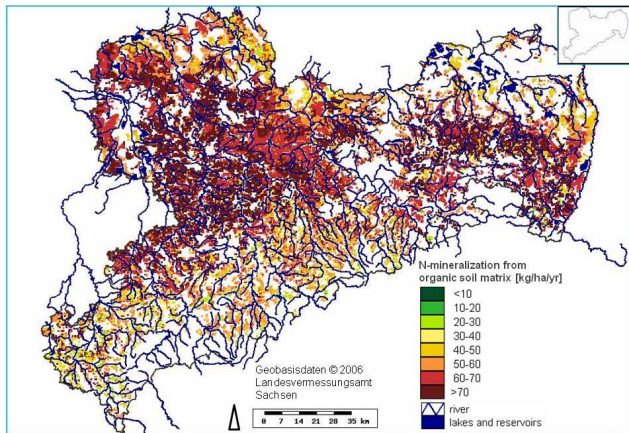 N-mineralization from
organic soil matrix [kg/ha/yr]
<10
10-20
20-30
30-40
40-50
50-60
60-70
>70
river
lakes and reservoirs
Geobasisdaten © 2006
Landesvermessungsamt
Sachsen
0 7 14 21 28 35 km